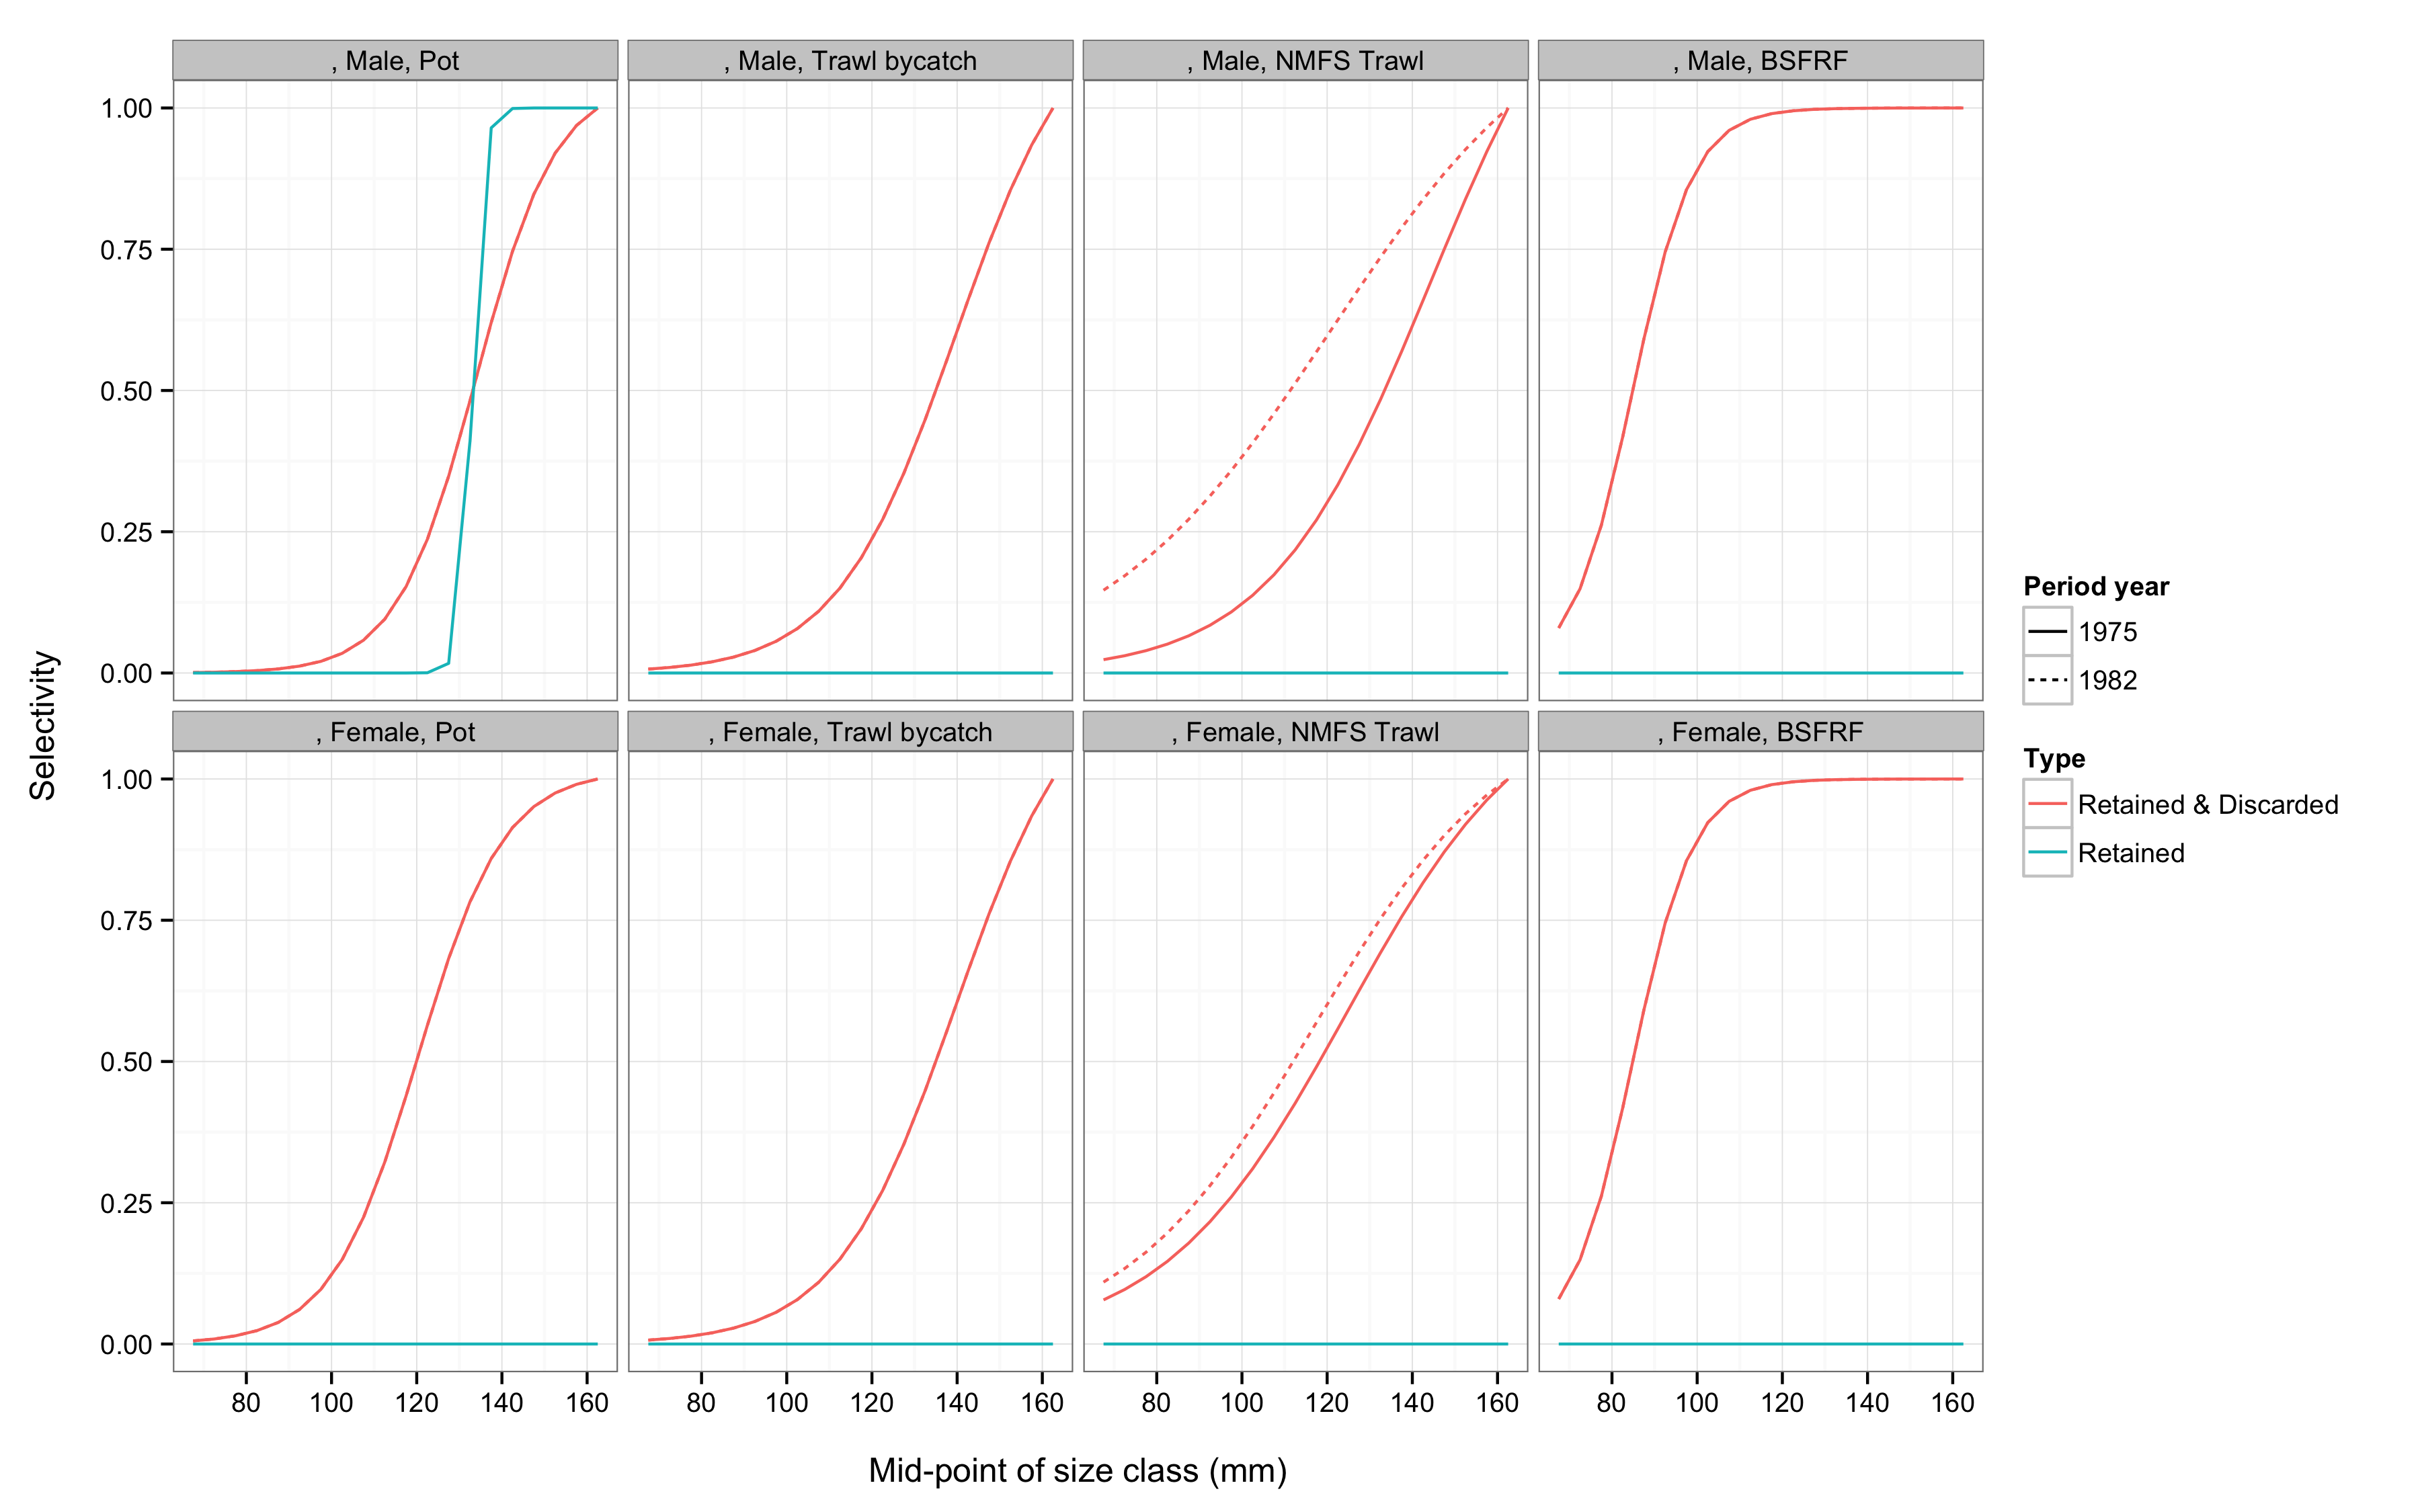 , Male, Pot
, Male, Trawl bycatch
, Male, NMFS Trawl
, Male, BSFRF
1.00
0.75
0.50
0.25
0.00
, Female, Pot
, Female, Trawl bycatch
, Female, NMFS Trawl
, Female, BSFRF
1.00
0.75
0.50
0.25
0.00
80 100 120 140 160
80 100 120 140 160
80 100 120 140 160
80 100 120 140 160
Selectivity
Mid-point of size class (mm)
Period year
1975
1982
Type
Retained & Discarded
Retained